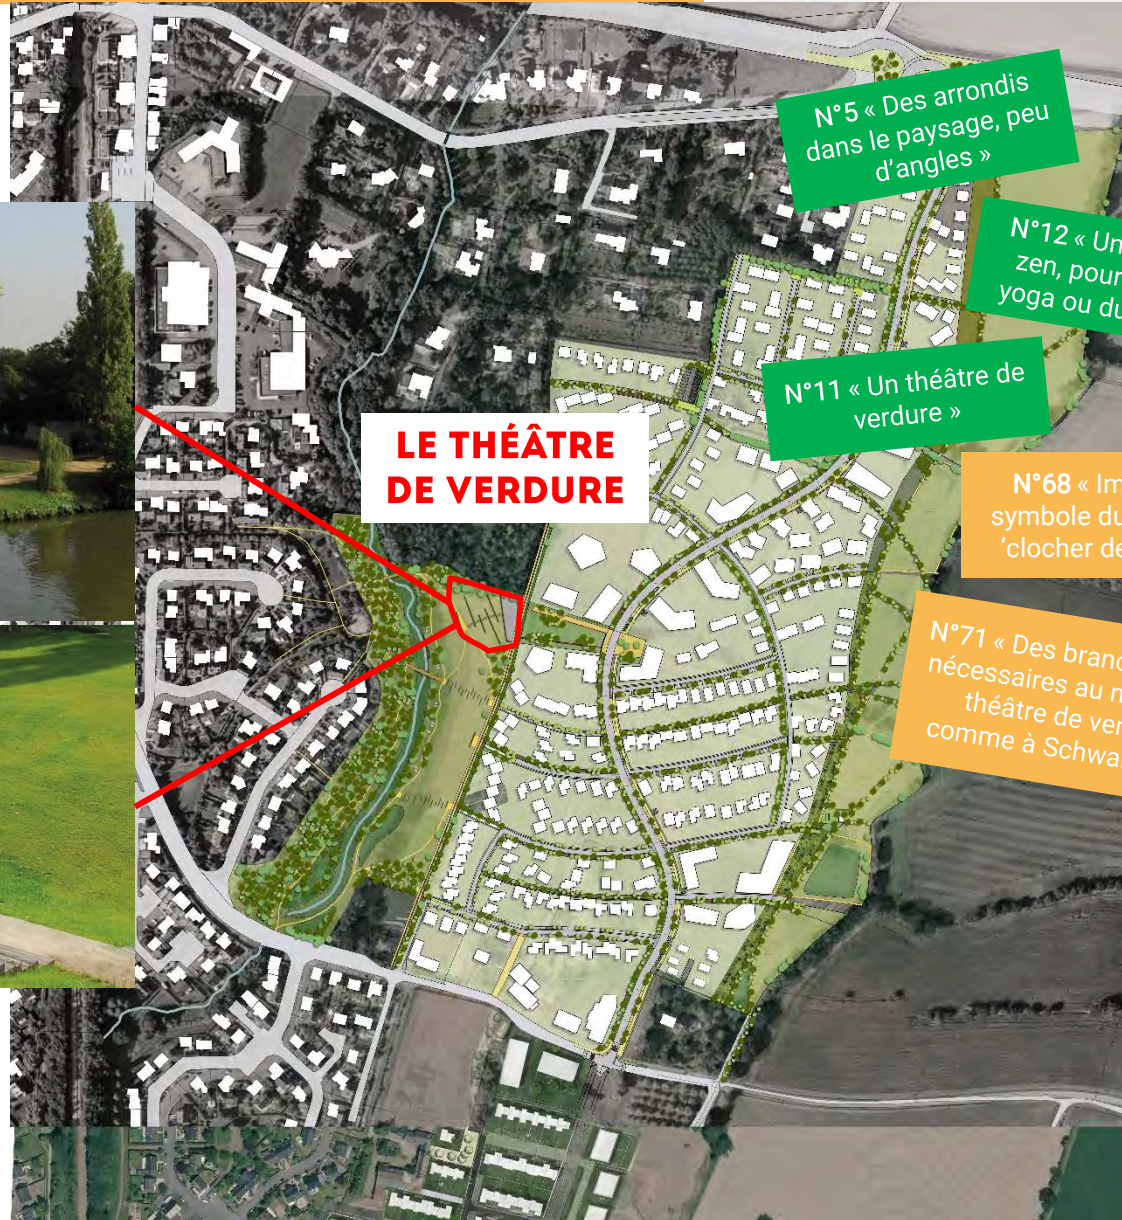 N°5 « Des arrondis
dans le paysage, peu
d'angles »
N°12 « Un
zen, pour
yoga ou du
N°11 « Un théâtre de
verdure »
LE THÉÂTRE
DE VERDURE
N°68 « Im
symbole du
‘clocher de
N°71 « Des branc
nécessaires au
théâtre de ver
comme à Schwa